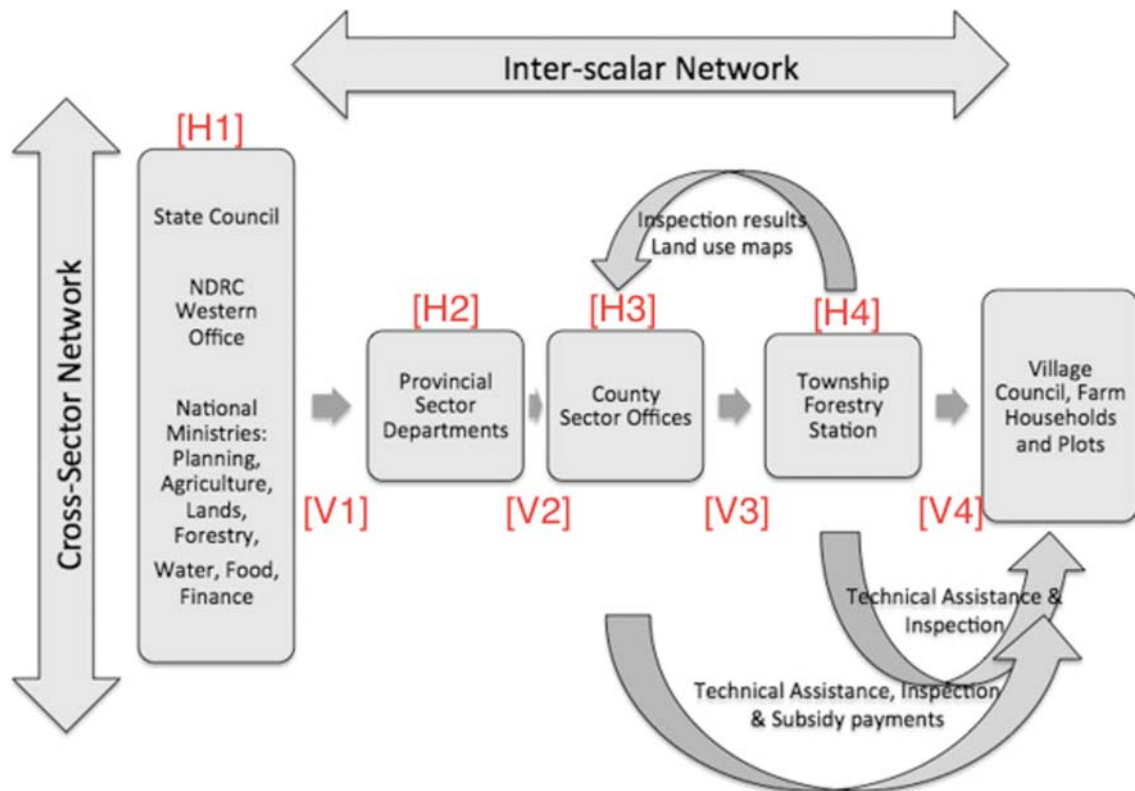 Inter-scalar Network
Cross-Sector Network
[H1]
State Council
NDRC
Western
Office
National
Ministries:
Planning,
Agriculture,
Lands,
Forestry,
Water, Food,
Finance
[V1]
[H2]
Provincial
Sector
Departments
[V2]
Inspection results
Land use maps
[H3]
County
Sector Offices
[V3]
[H4]
Township
Forestry
Station
[V4]
Village
Council, Farm
Households
and Plots
Technical Assistance &
Inspection
Technical Assistance, Inspection
& Subsidy payments